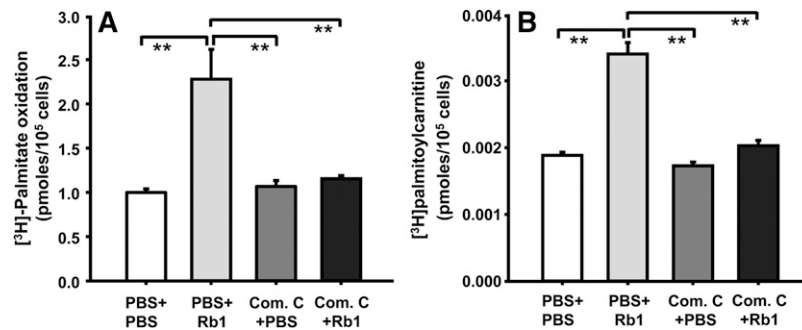 A
[³H]-Palmitate oxidation
(pmoles/10⁵ cells)
3.0
2.5
2.0
1.5
1.0
0.5
0.0
**
**
**
PBS+
PBS
PBS+
Rb1
Com. C
+PBS
Com. C
+Rb1
B
[³H]palmitoylcarnitine
(pmoles/10⁵ cells)
0.004
0.003
0.002
0.001
0.000
**
**
**
PBS+
PBS
PBS+
Rb1
Com. C
+PBS
Com. C
+Rb1